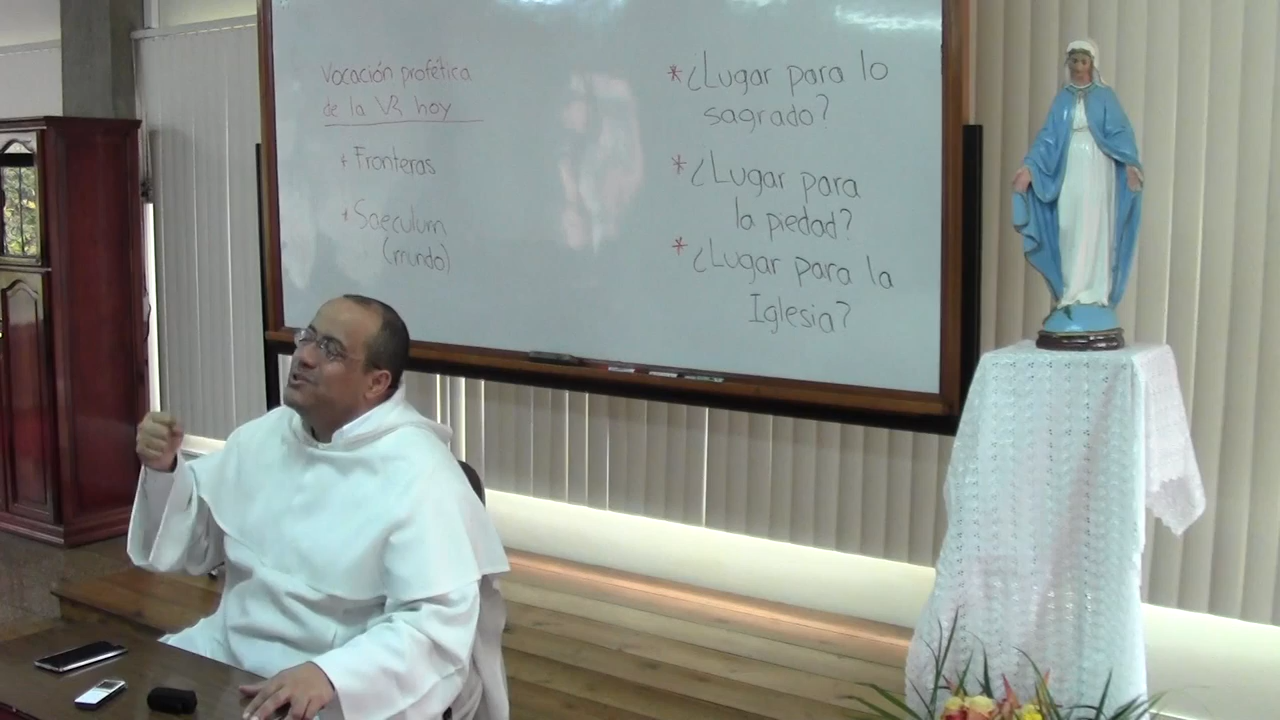 Vocación profética
de la VR hoy
+ Fronteras
+ Saeculum
(mundo)
* ¿Lugar para lo
sagrado?
* ¿Lugar para
la piedad?
* ¿Lugar para la
Iglesia?